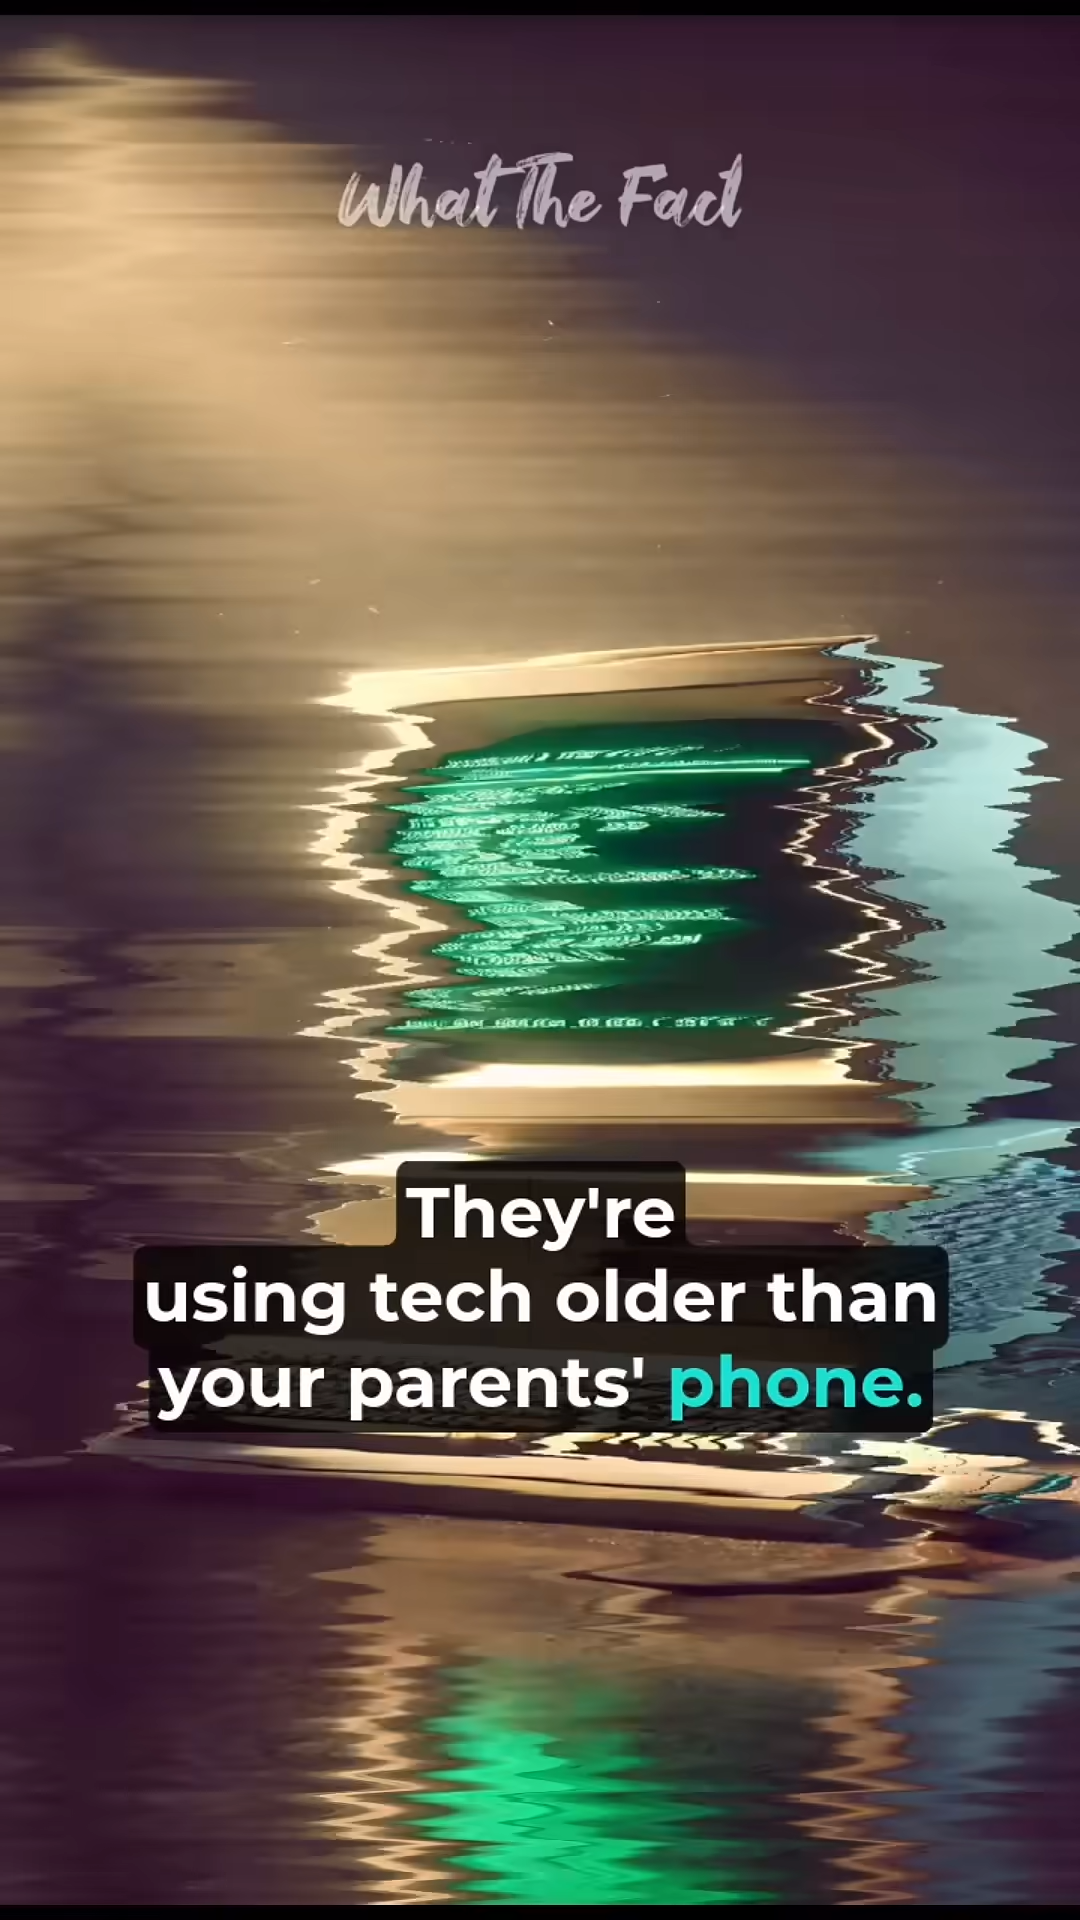 What The Fact
They're
using tech older than
your parents' phone.